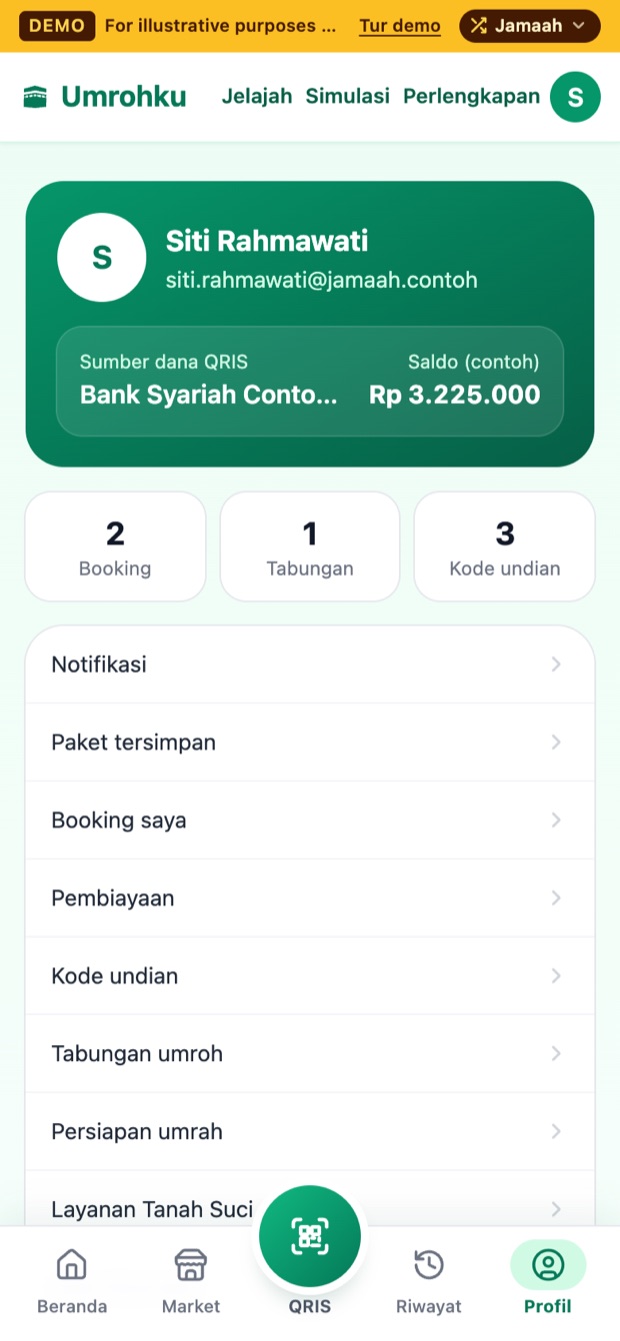 DEMO For illustrative purposes ... Tur demo Jamaah
Umrohku Jelajah Simulasi Perlengkapan S
S
Siti Rahmawati
siti.rahmawati@jamaah.contoh
Sumber dana QRIS Saldo (contoh)
Bank Syariah Conto... Rp 3.225.000
2 1 3
Booking Tabungan Kode undian
Notifikasi
Paket tersimpan
Booking saya
Pembiayaan
Kode undian
Tabungan umroh
Persiapan umrah
Layanan Tanah Suci
Beranda Market QRIS Riwayat Profil